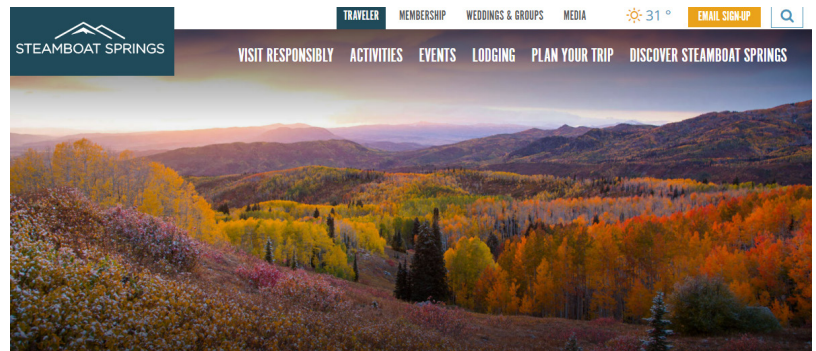 TRAVELER MEMBERSHIP WEDDINGS & GROUPS MEDIA 31 ° EMAIL SIGN-UP
STEAMBOAT SPRINGS
VISIT RESPONSIBLY ACTIVITIES EVENTS LODGING PLAN YOUR TRIP DISCOVER STEAMBOAT SPRINGS